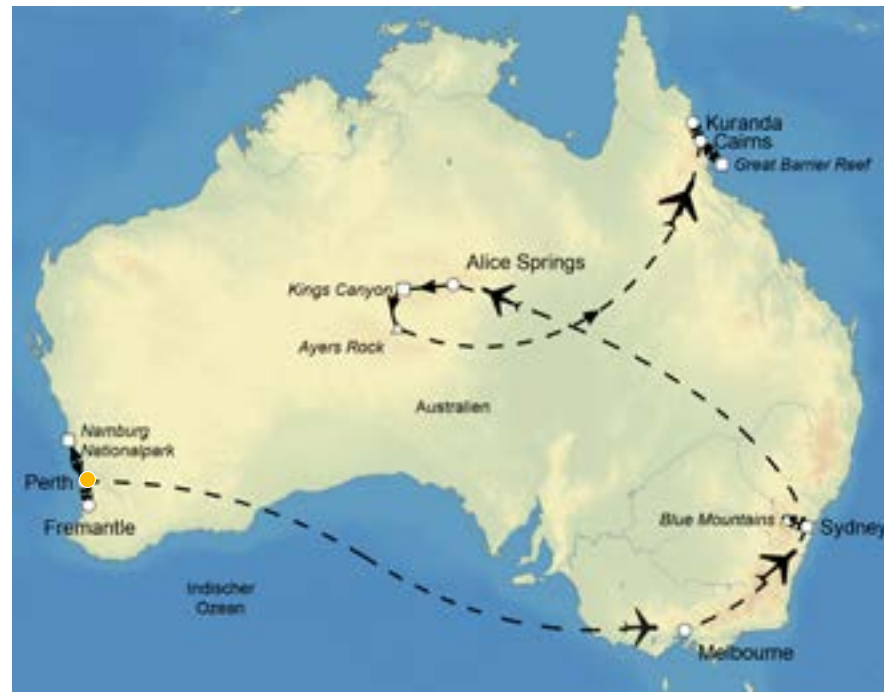 Kuranda
Cairns
Great Barrier Reef
Alice Springs
Kings Canyon
Ayers Rock
Australien
Namburg
Nationalpark
Perth
Fremantle
Blue Mountains
Sydney
Indischer
Ozean
Melbourne